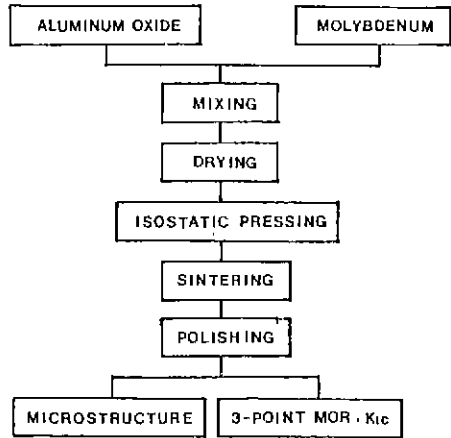 ALUMINUM OXIDE
MOLYBDENUM
MIXING
DRYING
ISOSTATIC PRESSING
SINTERING
POLISHING
MICROSTRUCTURE
3-POINT MOR · KIC